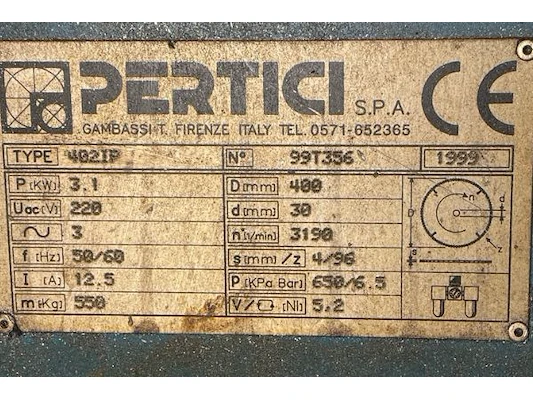 PERTICI S.P.A. CE
GAMBASSI T. FIRENZE ITALY TEL. 0571-652365
TYPE 402IP N° 99T356 1999
P [KW] 3.1 D[mm] 400
Uac[V] 220 d[mm] 30
3 n°[1/min] 3190
f [Hz] 50/60 s[mm]/z 4/96
I [A] 12.5 P[KPa Bar] 650/6.5
m[Kg] 550 V/ [Nl] 5.2
D n° d
s z